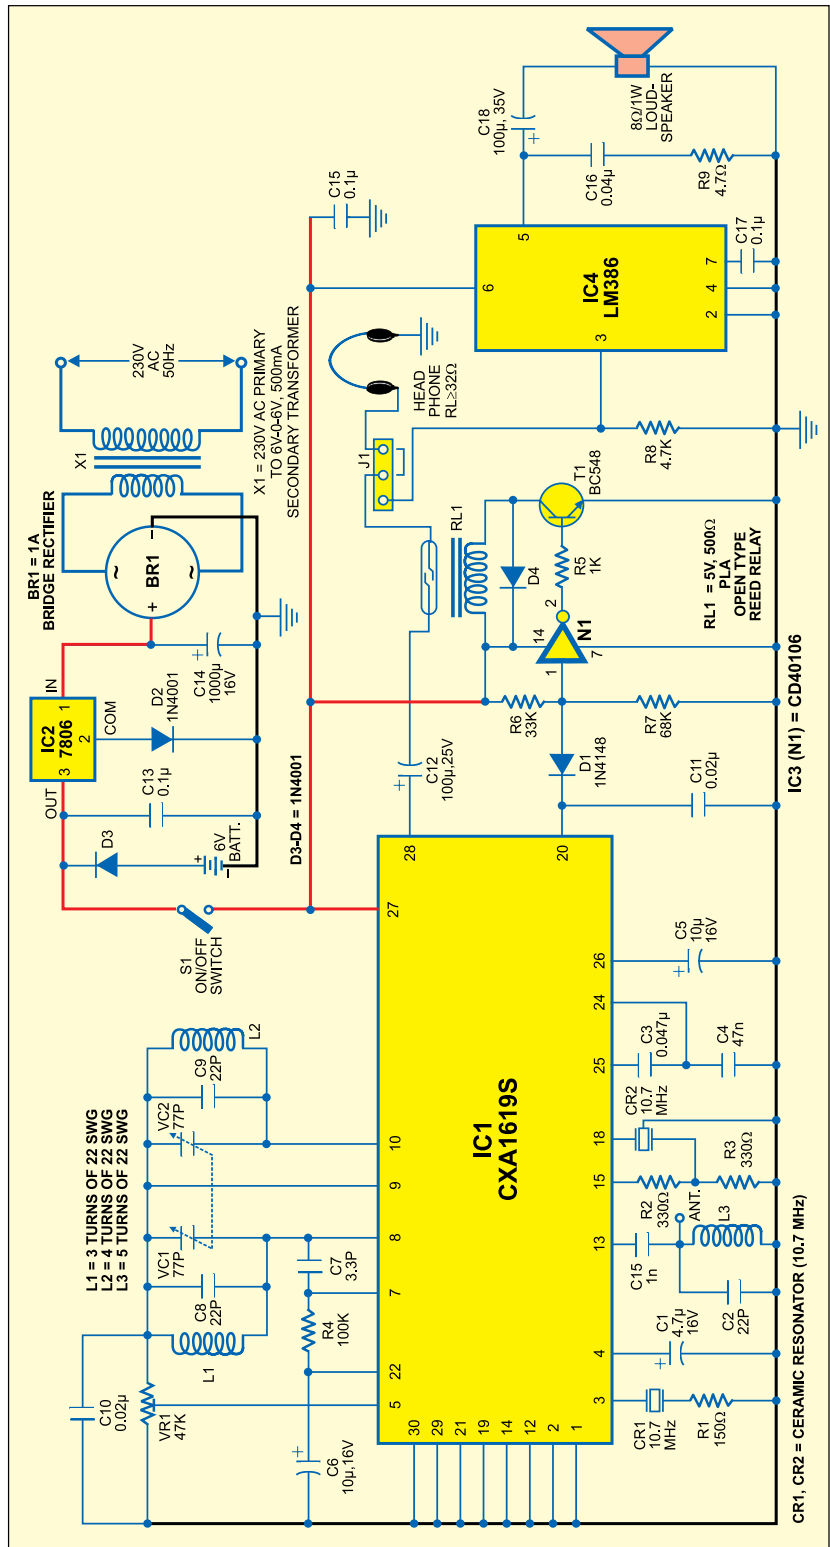 L1 = 3 TURNS OF 22 SWG
L2 = 4 TURNS OF 22 SWG
L3 = 5 TURNS OF 22 SWG
C10
0.02µ
VR1
47K
L1
C8
22P
VC1
77P
VC2
77P
C9
22P
L2
C6
10µ,16V
+
R4
100K
C7
3.3P
S1
ON/OFF
SWITCH
D3
+
6V
BATT.
−
C13
0.1µ
OUT
3
IC2
7806
1
IN
2
COM
D2
1N4001
+
C14
1000µ
16V
BR1 = 1A
BRIDGE RECTIFIER
+
~
BR1
~
−
X1
230V
AC
50Hz
X1 = 230V AC PRIMARY
TO 6V-0-6V, 500mA
SECONDARY TRANSFORMER
D3-D4 = 1N4001
C15
0.1µ
5
22
7
8
9
10
27
28
20
30
29
21
19
14
12
2
1
IC1
CXA1619S
3
4
13
15
18
25
24
26
CR1
10.7
MHz
R1
150Ω
+
C1
4.7µ
16V
C2
22P
C15
1n
ANT.
L3
R2
330Ω
R3
330Ω
CR2
10.7
MHz
C3
0.047µ
C4
47n
+
C5
10µ
16V
+
C12
100µ,25V
D1
1N4148
C11
0.02µ
R6
33K
R7
68K
1
14
7
2
N1
R5
1K
D4
RL1
T1
BC548
J1
HEAD
PHONE
RL≥32Ω
R8
4.7K
3
6
5
IC4
LM386
2
4
7
C17
0.1µ
+
C18
100µ, 35V
C16
0.04µ
R9
4.7Ω
8Ω/1W
LOUD-
SPEAKER
RL1 = 5V, 500Ω
PLA
OPEN TYPE
REED RELAY
IC3 (N1) = CD40106
CR1, CR2 = CERAMIC RESONATOR (10.7 MHz)